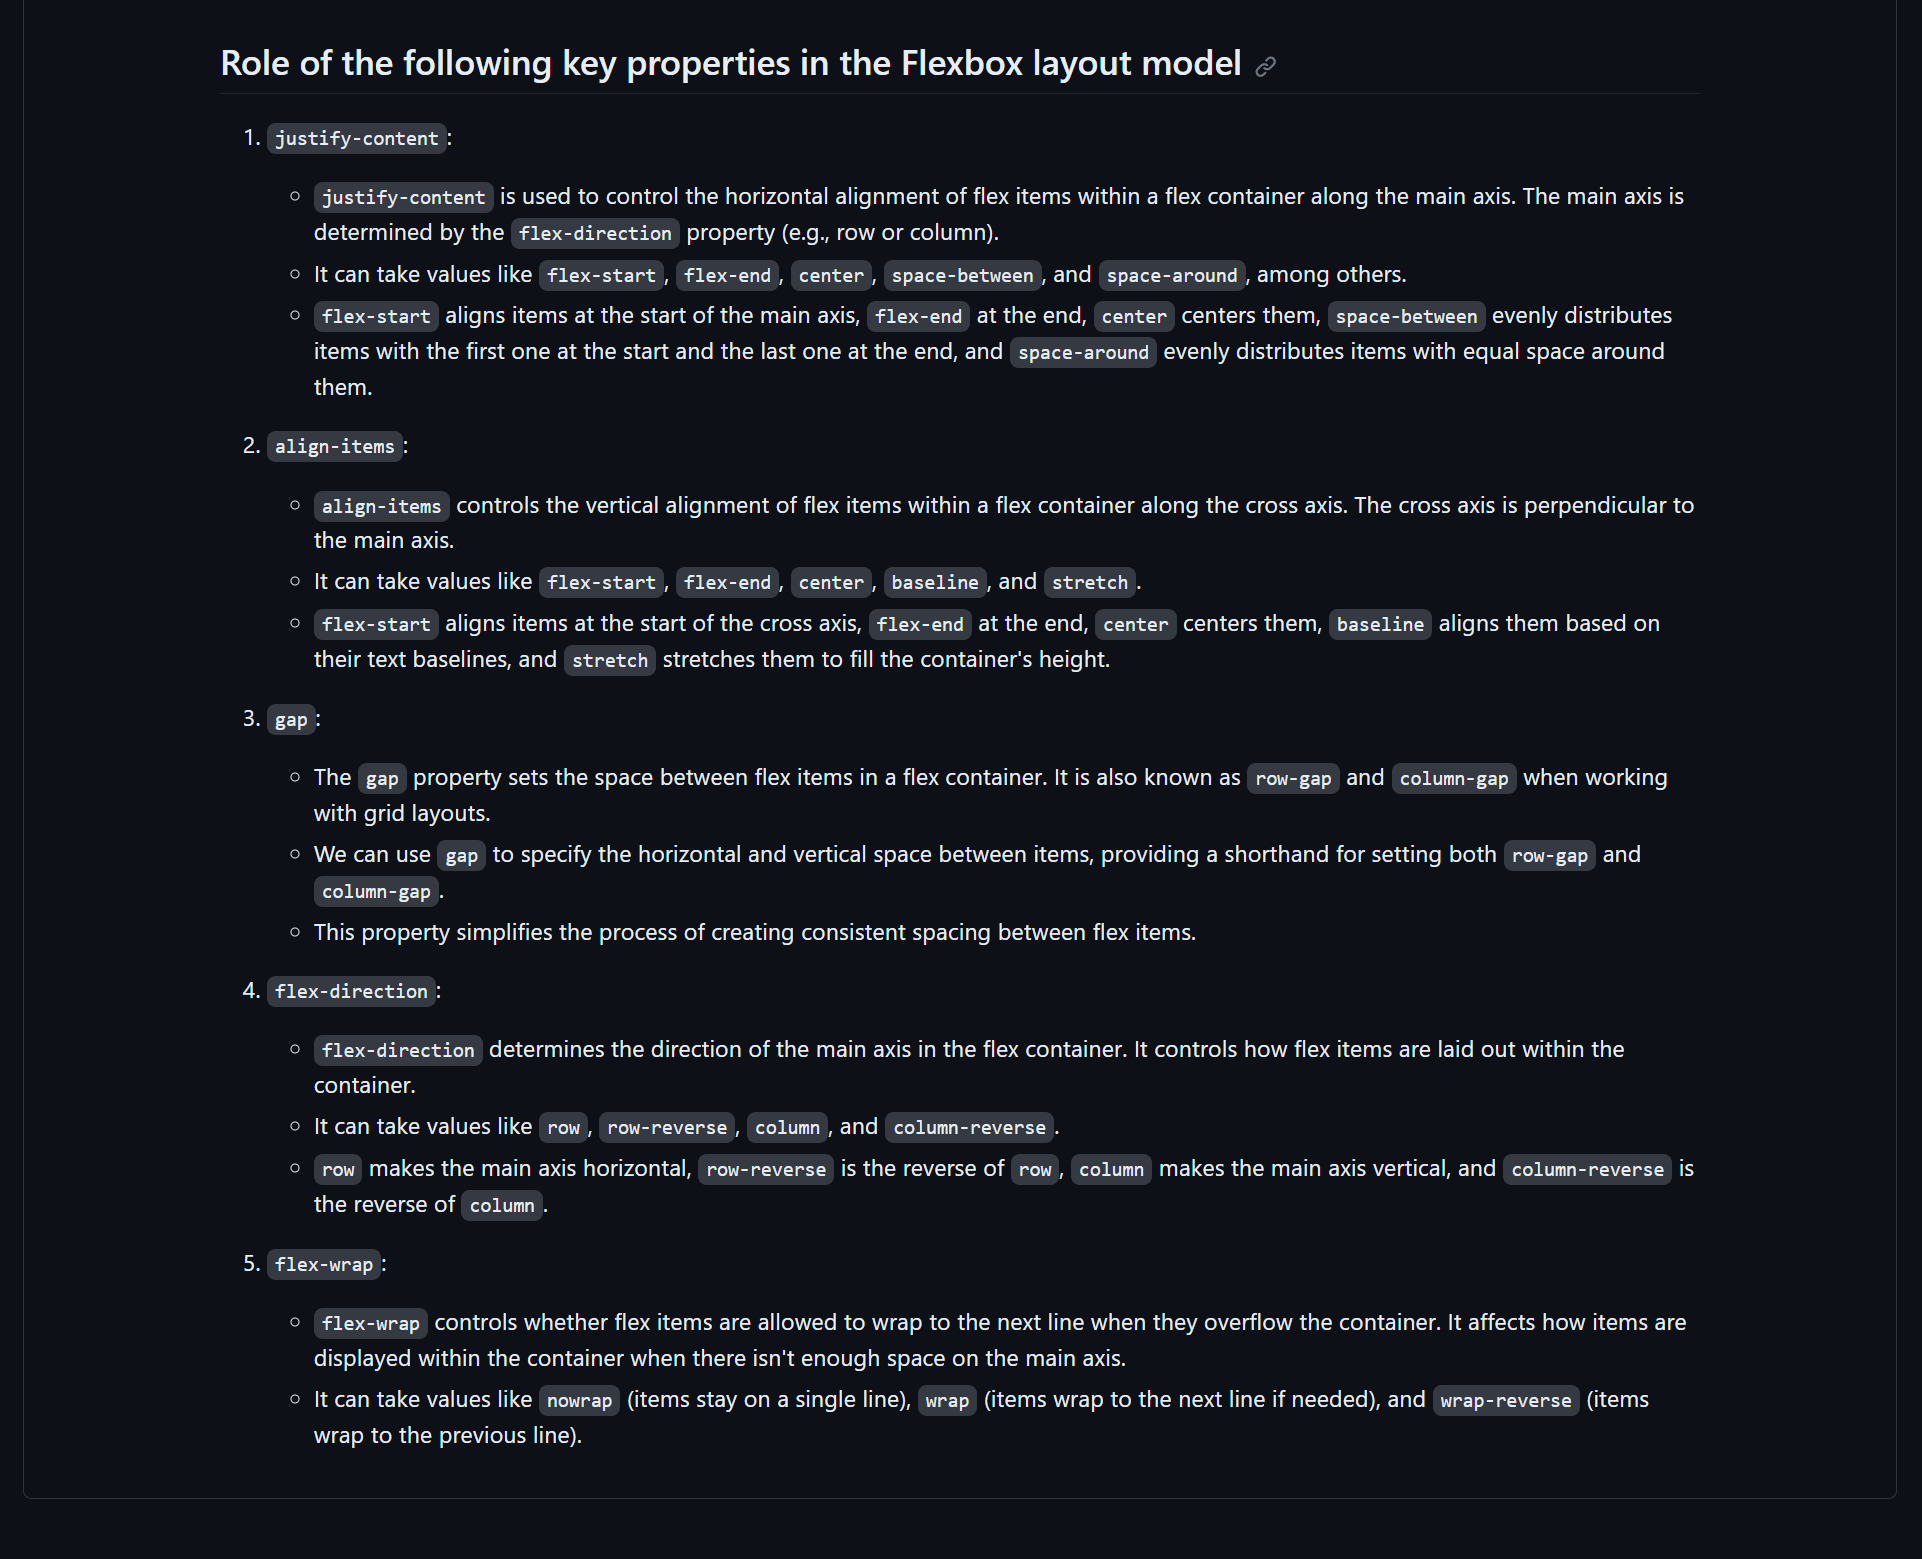 Role of the following key properties in the Flexbox layout model
1. justify-content:
justify-content is used to control the horizontal alignment of flex items within a flex container along the main axis. The main axis is
determined by the flex-direction property (e.g., row or column).
It can take values like flex-start, flex-end, center, space-between, and space-around, among others.
flex-start aligns items at the start of the main axis, flex-end at the end, center centers them, space-between evenly distributes
items with the first one at the start and the last one at the end, and space-around evenly distributes items with equal space around
them.
2. align-items:
align-items controls the vertical alignment of flex items within a flex container along the cross axis. The cross axis is perpendicular to
the main axis.
It can take values like flex-start, flex-end, center, baseline, and stretch.
flex-start aligns items at the start of the cross axis, flex-end at the end, center centers them, baseline aligns them based on
their text baselines, and stretch stretches them to fill the container's height.
3. gap:
The gap property sets the space between flex items in a flex container. It is also known as row-gap and column-gap when working
with grid layouts.
We can use gap to specify the horizontal and vertical space between items, providing a shorthand for setting both row-gap and
column-gap.
This property simplifies the process of creating consistent spacing between flex items.
4. flex-direction:
flex-direction determines the direction of the main axis in the flex container. It controls how flex items are laid out within the
container.
It can take values like row, row-reverse, column, and column-reverse.
row makes the main axis horizontal, row-reverse is the reverse of row, column makes the main axis vertical, and column-reverse is
the reverse of column.
5. flex-wrap:
flex-wrap controls whether flex items are allowed to wrap to the next line when they overflow the container. It affects how items are
displayed within the container when there isn't enough space on the main axis.
It can take values like nowrap (items stay on a single line), wrap (items wrap to the next line if needed), and wrap-reverse (items
wrap to the previous line).